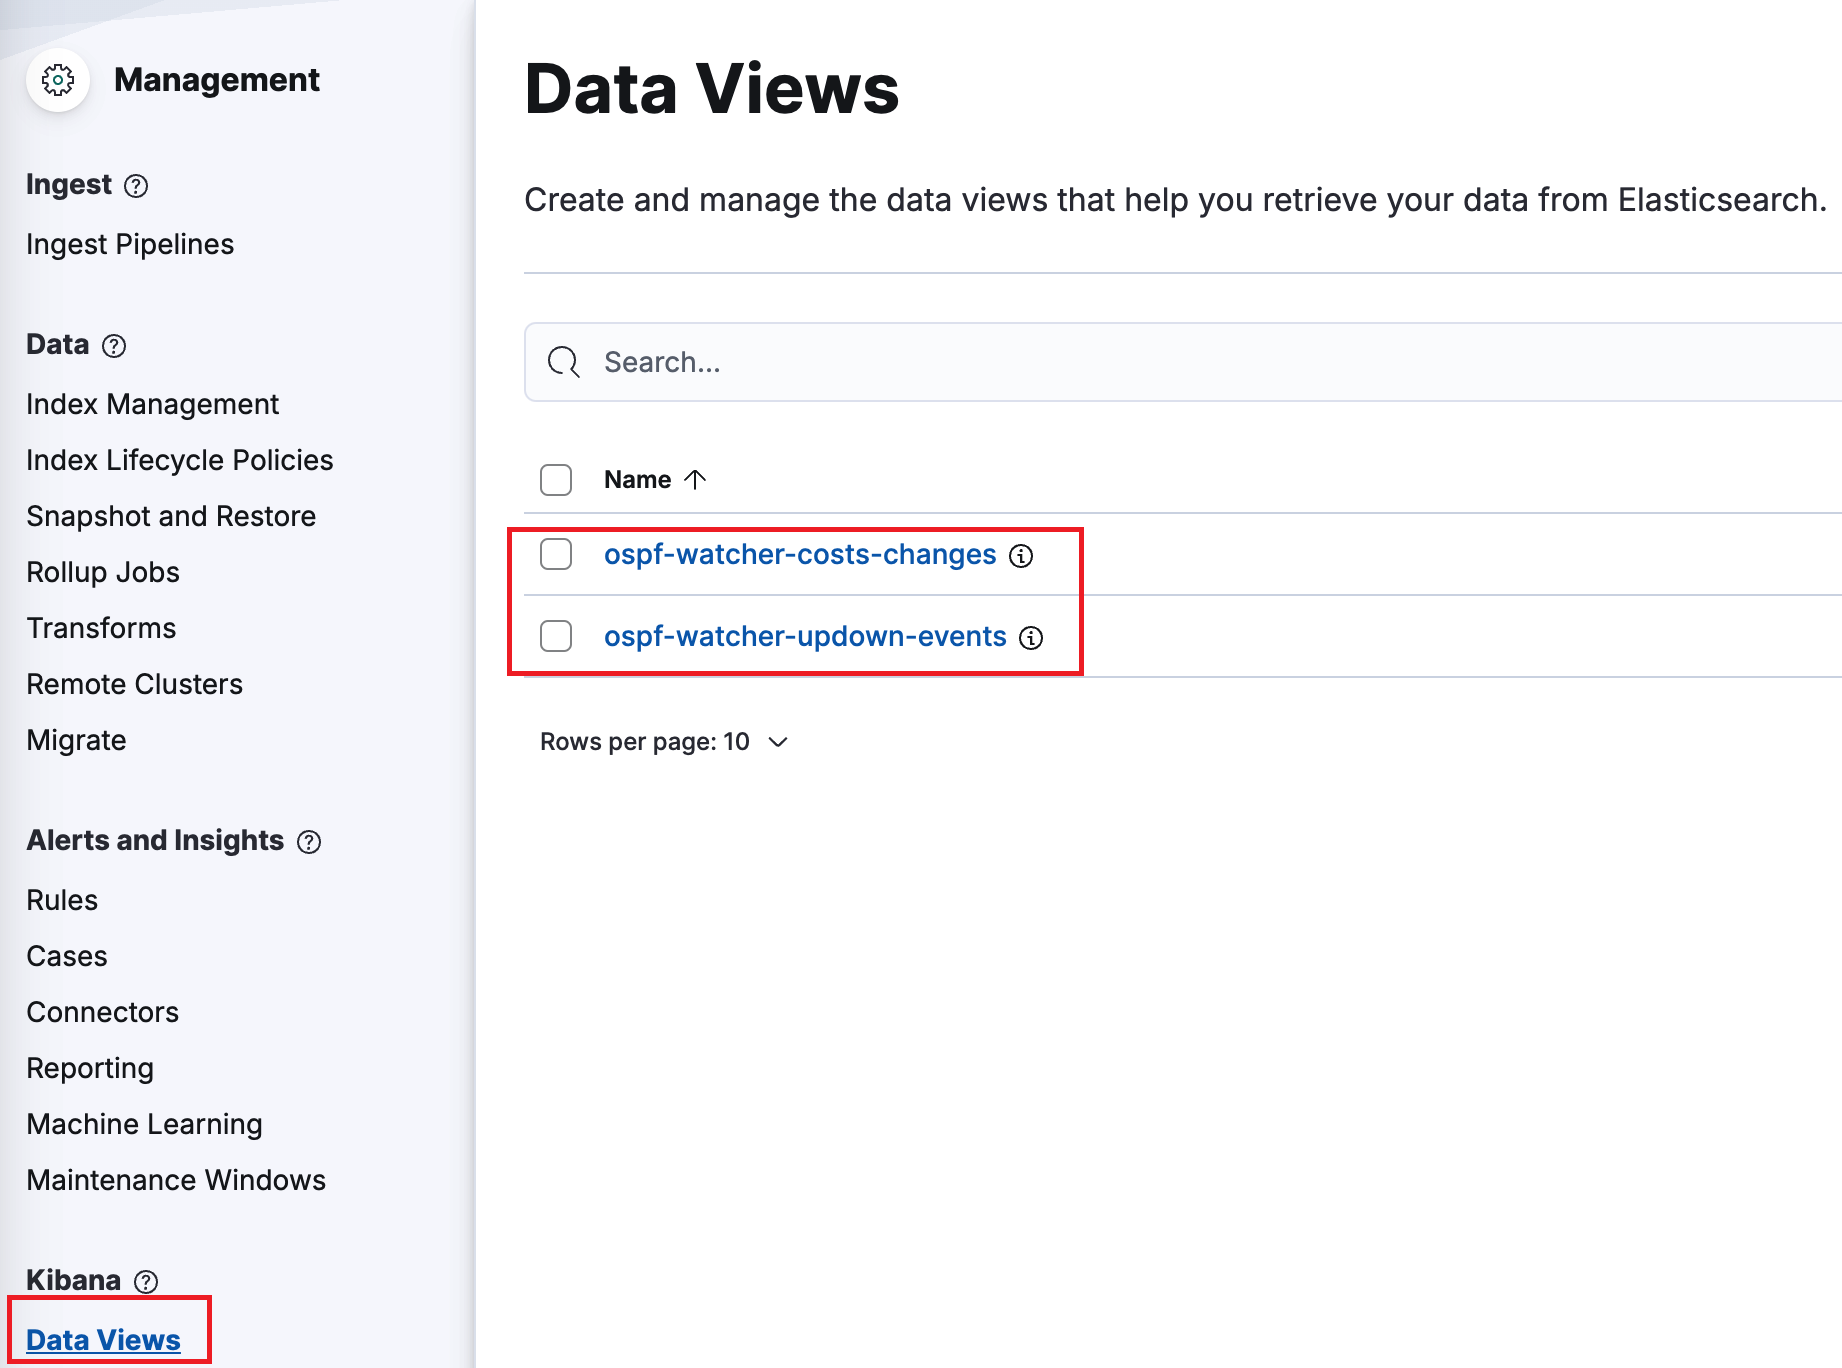 Management
Ingest
Ingest Pipelines
Data
Index Management
Index Lifecycle Policies
Snapshot and Restore
Rollup Jobs
Transforms
Remote Clusters
Migrate
Alerts and Insights
Rules
Cases
Connectors
Reporting
Machine Learning
Maintenance Windows
Kibana
Data Views
Data Views
Create and manage the data views that help you retrieve your data from Elasticsearch.
Search...
Name
ospf-watcher-costs-changes
ospf-watcher-updown-events
Rows per page: 10